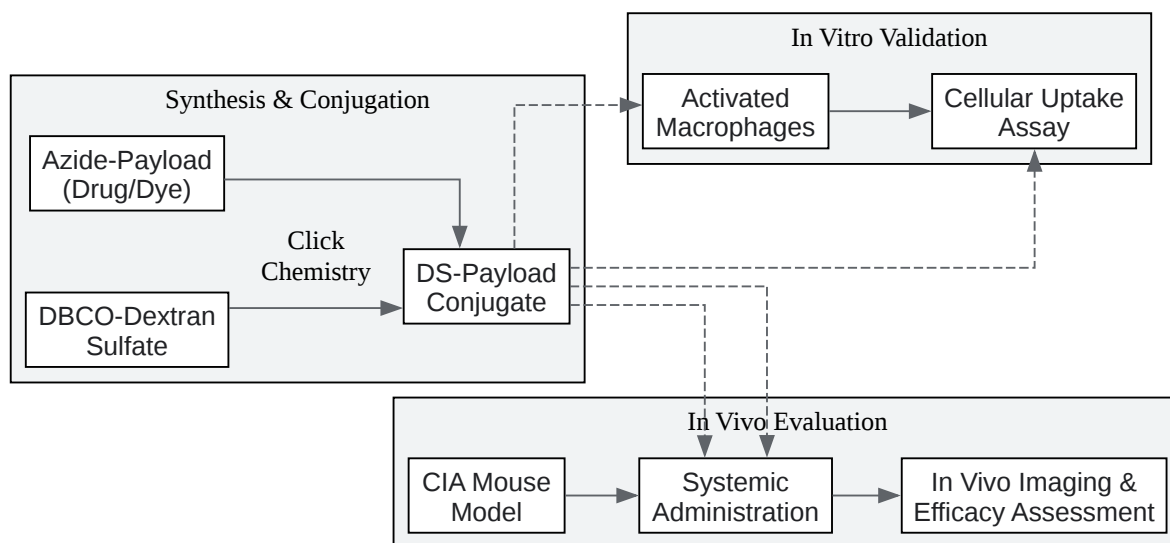 Synthesis & Conjugation
Azide-Payload
(Drug/Dye)
Click
Chemistry
DBCO-Dextran
Sulfate
DS-Payload
Conjugate
In Vitro Validation
Activated
Macrophages
Cellular Uptake
Assay
In Vivo Evaluation
CIA Mouse
Model
Systemic
Administration
In Vivo Imaging &
Efficacy Assessment